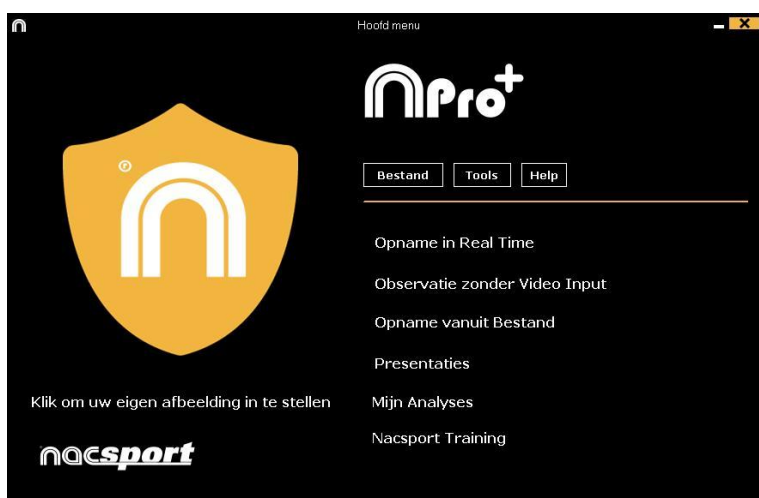 Hoofd menu
nPro+
Bestand
Tools
Help
Opname in Real Time
Observatie zonder Video Input
Opname vanuit Bestand
Presentaties
Klik om uw eigen afbeelding in te stellen
Mijn Analyses
Nacsport Training
nacsport